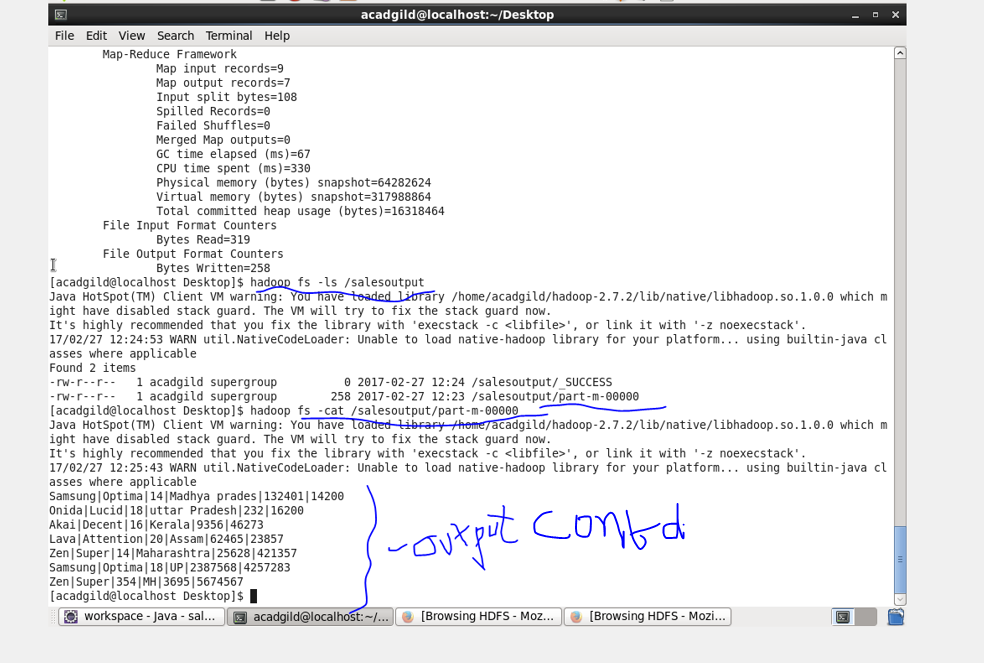 acadgild@localhost:~/Desktop
File Edit View Search Terminal Help
Map-Reduce Framework
Map input records=9
Map output records=7
Input split bytes=108
Spilled Records=0
Failed Shuffles=0
Merged Map outputs=0
GC time elapsed (ms)=67
CPU time spent (ms)=330
Physical memory (bytes) snapshot=64282624
Virtual memory (bytes) snapshot=317988864
Total committed heap usage (bytes)=16318464
File Input Format Counters
Bytes Read=319
File Output Format Counters
Bytes Written=258
[acadgild@localhost Desktop]$ hadoop fs -ls /salesoutput
Java HotSpot(TM) Client VM warning: You have loaded library /home/acadgild/hadoop-2.7.2/lib/native/libhadoop.so.1.0.0 which m
ight have disabled stack guard. The VM will try to fix the stack guard now.
It's highly recommended that you fix the library with 'execstack -c <libfile>', or link it with '-z noexecstack'.
17/02/27 12:24:53 WARN util.NativeCodeLoader: Unable to load native-hadoop library for your platform... using builtin-java cl
asses where applicable
Found 2 items
-rw-r--r-- 1 acadgild supergroup 0 2017-02-27 12:24 /salesoutput/_SUCCESS
-rw-r--r-- 1 acadgild supergroup 258 2017-02-27 12:23 /salesoutput/part-m-00000
[acadgild@localhost Desktop]$ hadoop fs -cat /salesoutput/part-m-00000
Java HotSpot(TM) Client VM warning: You have loaded library /home/acadgild/hadoop-2.7.2/lib/native/libhadoop.so.1.0.0 which m
ight have disabled stack guard. The VM will try to fix the stack guard now.
It's highly recommended that you fix the library with 'execstack -c <libfile>', or link it with '-z noexecstack'.
17/02/27 12:25:43 WARN util.NativeCodeLoader: Unable to load native-hadoop library for your platform... using builtin-java cl
asses where applicable
Samsung|Optima|14|Madhya prades|132401|14200
Onida|Lucid|18|uttar Pradesh|232|16200
Akai|Decent|16|Kerala|9356|46273
Lava|Attention|20|Assam|62465|23857
Zen|Super|14|Maharashtra|25628|421357
Samsung|Optima|18|UP|2387568|4257283
Zen|Super|354|MH|3695|5674567
[acadgild@localhost Desktop]$
output Contd
workspace - Java - sal... acadgild@localhost:~/... [Browsing HDFS - Moz... [Browsing HDFS - Mozi...